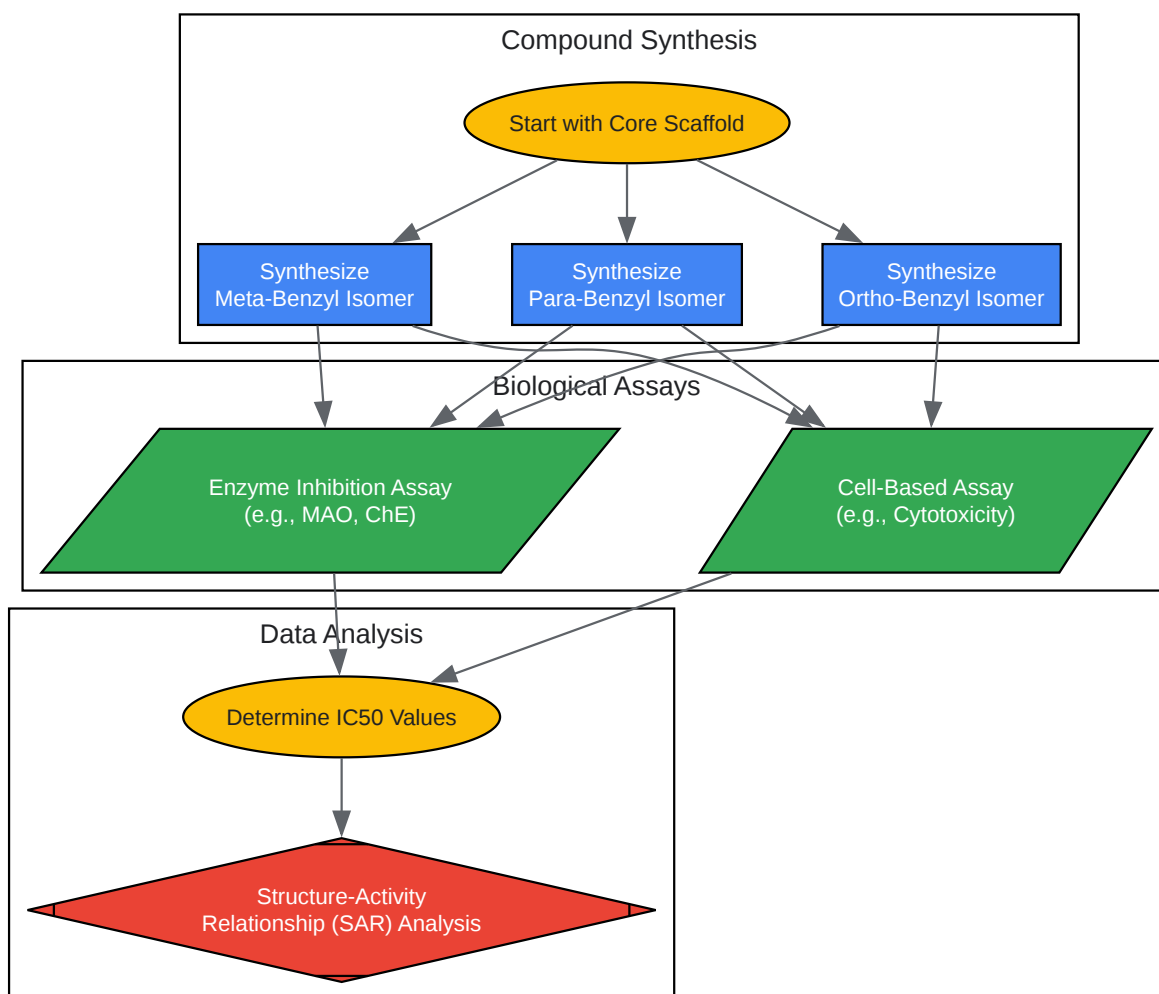 Compound Synthesis
Start with Core Scaffold
Synthesize
Meta-Benzyl Isomer
Synthesize
Para-Benzyl Isomer
Synthesize
Ortho-Benzyl Isomer
Biological Assays
Enzyme Inhibition Assay
(e.g., MAO, ChE)
Cell-Based Assay
(e.g., Cytotoxicity)
Data Analysis
Determine IC50 Values
Structure-Activity
Relationship (SAR) Analysis